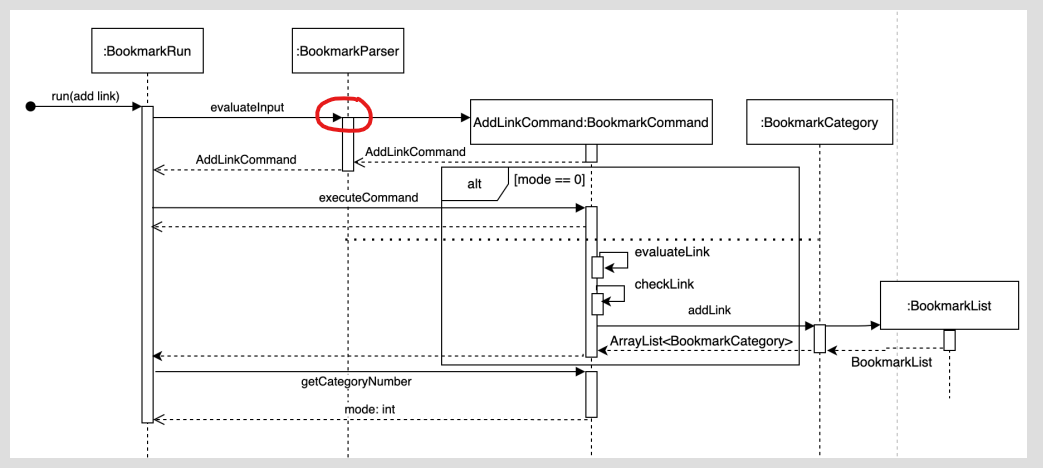 :BookmarkRun
:BookmarkParser
run(add link)
evaluateInput
AddLinkCommand:BookmarkCommand
:BookmarkCategory
AddLinkCommand
AddLinkCommand
alt
[mode == 0]
executeCommand
evaluateLink
checkLink
addLink
:BookmarkList
ArrayList<BookmarkCategory>
BookmarkList
getCategoryNumber
mode: int